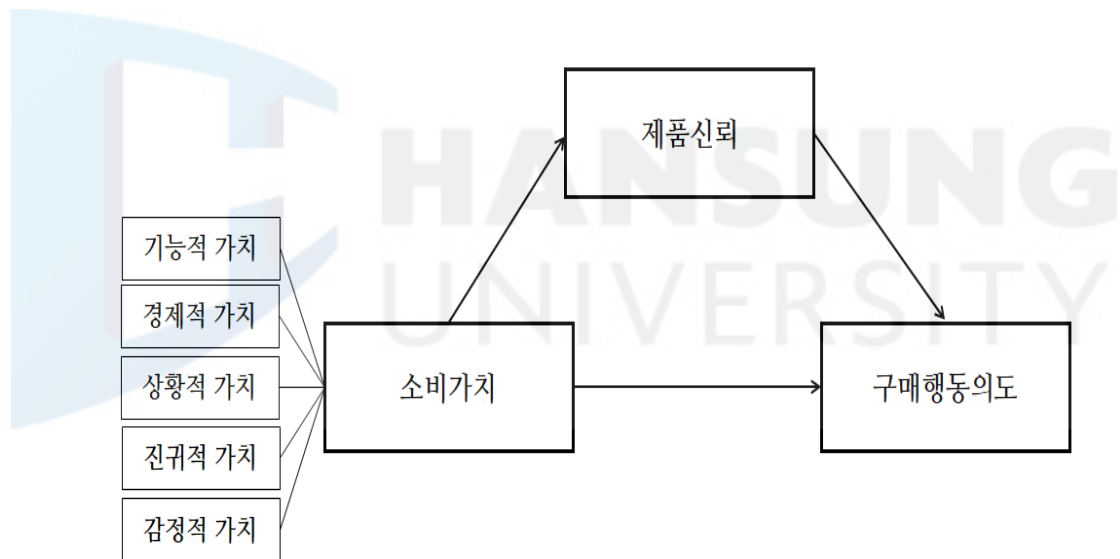 HANSUNG
UNIVERSITY
제품신뢰
기능적 가치
경제적 가치
상황적 가치
진귀적 가치
감정적 가치
소비가치
구매행동의도